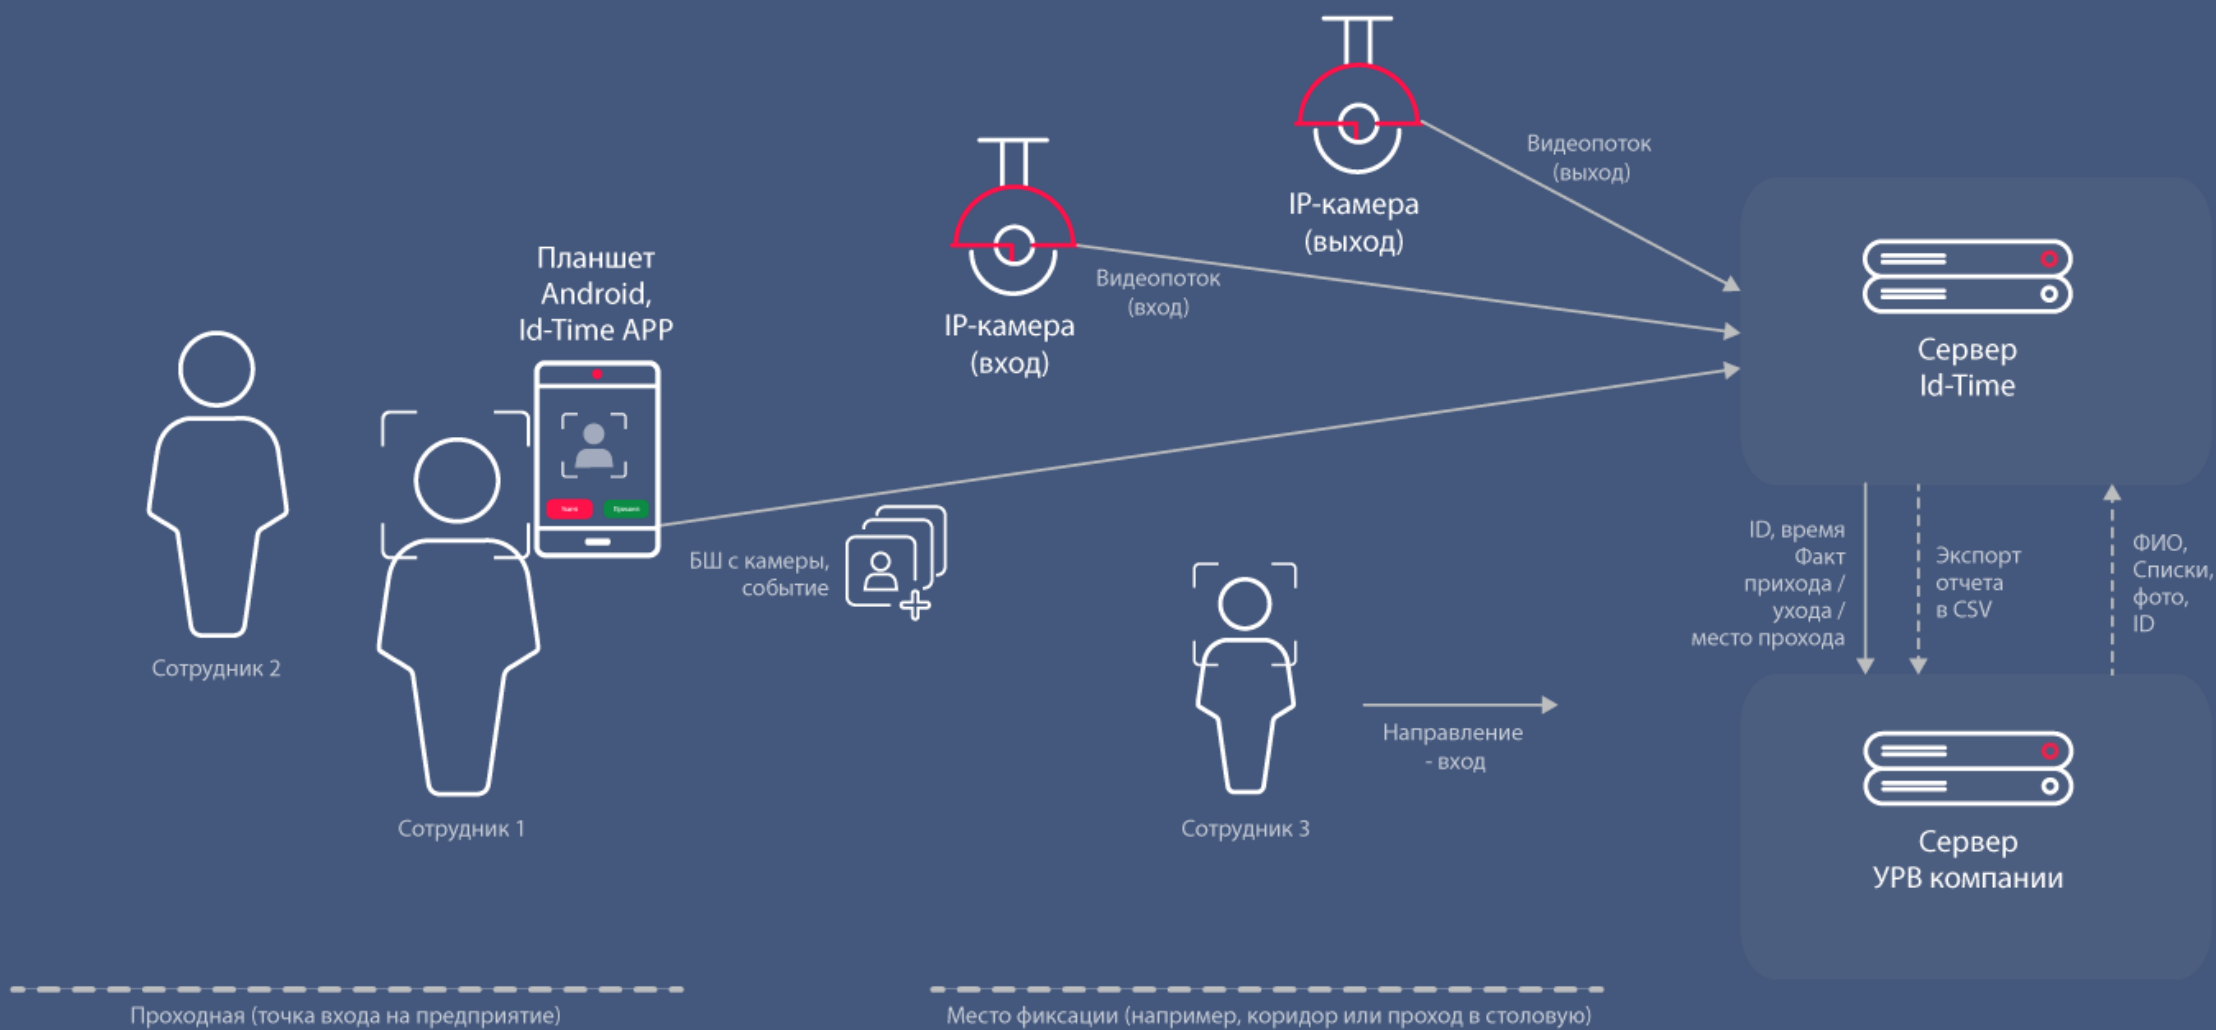 Видеопоток
(выход)
IP-камера
(выход)
Планшет
Android,
Id-Time APP
Видеопоток
(вход)
IP-камера
(вход)
Сервер
Id-Time
БШ с камеры,
событие
ID, время
Факт
прихода /
ухода /
место прохода
Экспорт
отчета
в CSV
ФИО,
Списки,
фото,
ID
Сотрудник 2
Сотрудник 1
Направление
- вход
Сотрудник 3
Сервер
УРВ компании
Проходная (точка входа на предприятие)
Место фиксации (например, коридор или проход в столовую)